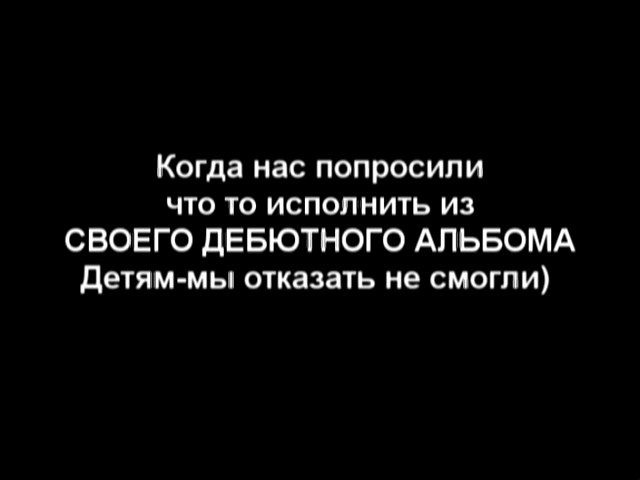 Когда нас попросили
что то исполнить из
СВОЕГО ДЕБЮТНОГО АЛЬБОМА
Детям-мы отказать не смогли)